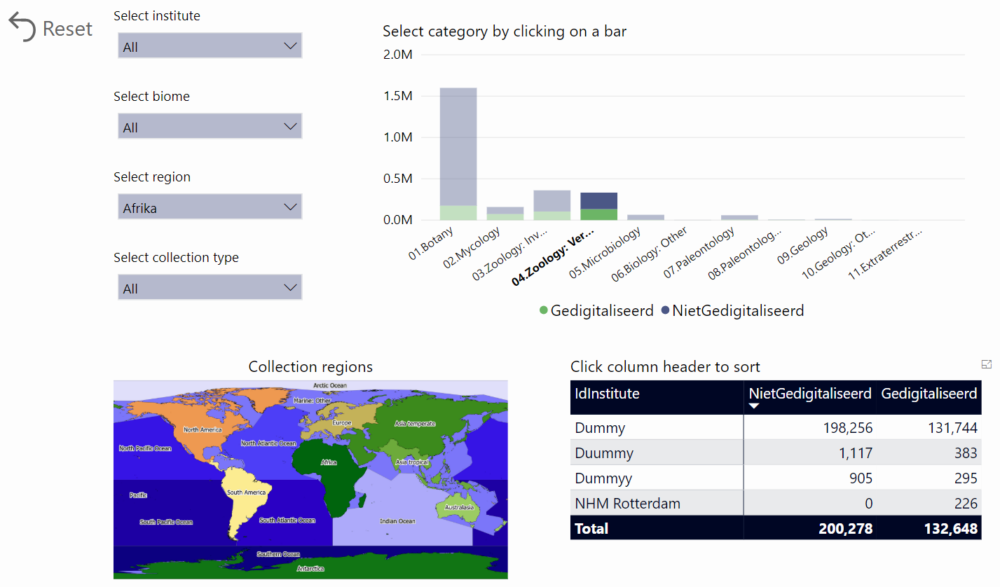 Reset
Select institute
All
Select biome
All
Select region
Afrika
Select collection type
All
Select category by clicking on a bar
2.0M
1.5M
1.0M
0.5M
0.0M
01.Botany
02.Mycology
03.Zoology: Inv...
04.Zoology: Ver...
05.Microbiology
06.Biology: Other
07.Paleontology
08.Paleontolog...
09.Geology
10.Geology: Ot...
11.Extraterrestr...
Gedigitaliseerd NietGedigitaliseerd
Collection regions
Arctic Ocean
Marine: Other
Europe
Asia temperate
North America
North Atlantic Ocean
North Pacific Ocean
Africa
Asia tropical
South America
Pacific
Australasia
South Pacific Ocean
South Atlantic Ocean
Indian Ocean
Southern Ocean
Antarctica
Click column header to sort
IdInstitute NietGedigitaliseerd Gedigitaliseerd
Dummy 198,256 131,744
Duummy 1,117 383
Dummyy 905 295
NHM Rotterdam 0 226
Total 200,278 132,648